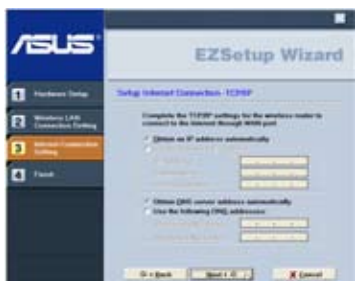 ASUS
EZSetup Wizard
1 Hardware Setup
2 Wireless LAN
Connection Setting
3 Internet Connection
Setting
4 Finish
Setup Internet Connection - TCP/IP
Complete the TCP/IP settings for the wireless router to
connect to the Internet through WAN port
Obtain an IP address automatically
Obtain DNS server address automatically
Use the following DNS addresses:
< Back
Next >
X Cancel